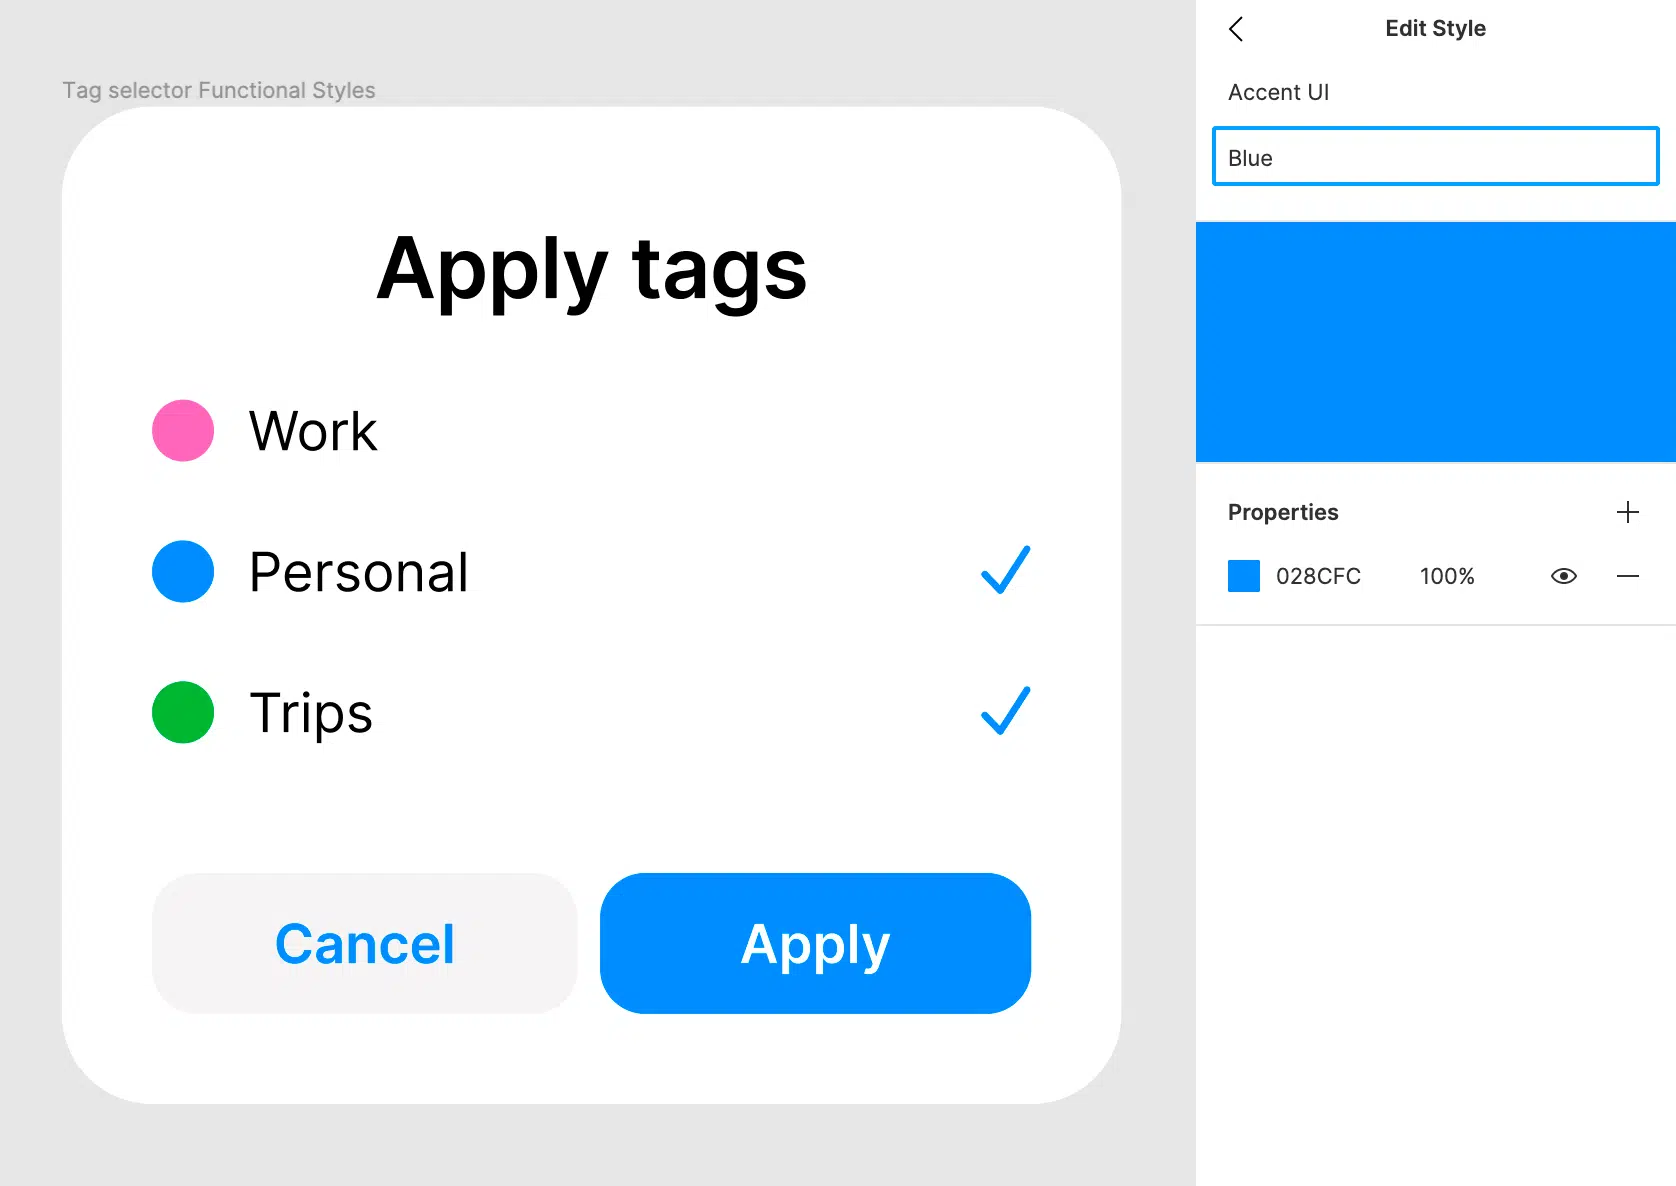 Tag selector Functional Styles
Apply tags
Work
Personal
Trips
Cancel
Apply
Edit Style
Accent UI
Blue
Properties
028CFC 100%